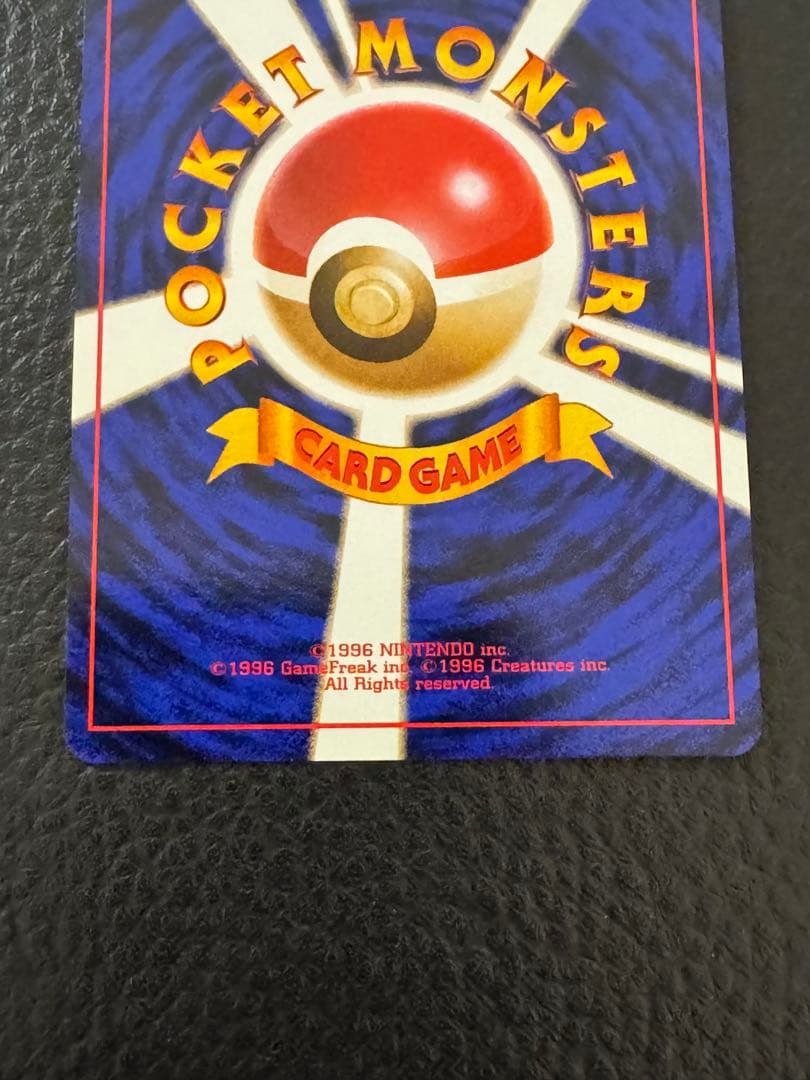 POCKET MONSTERS
CARD GAME
©1996 NINTENDO inc.
©1996 GameFreak inc. ©1996 Creatures inc.
All Rights reserved.